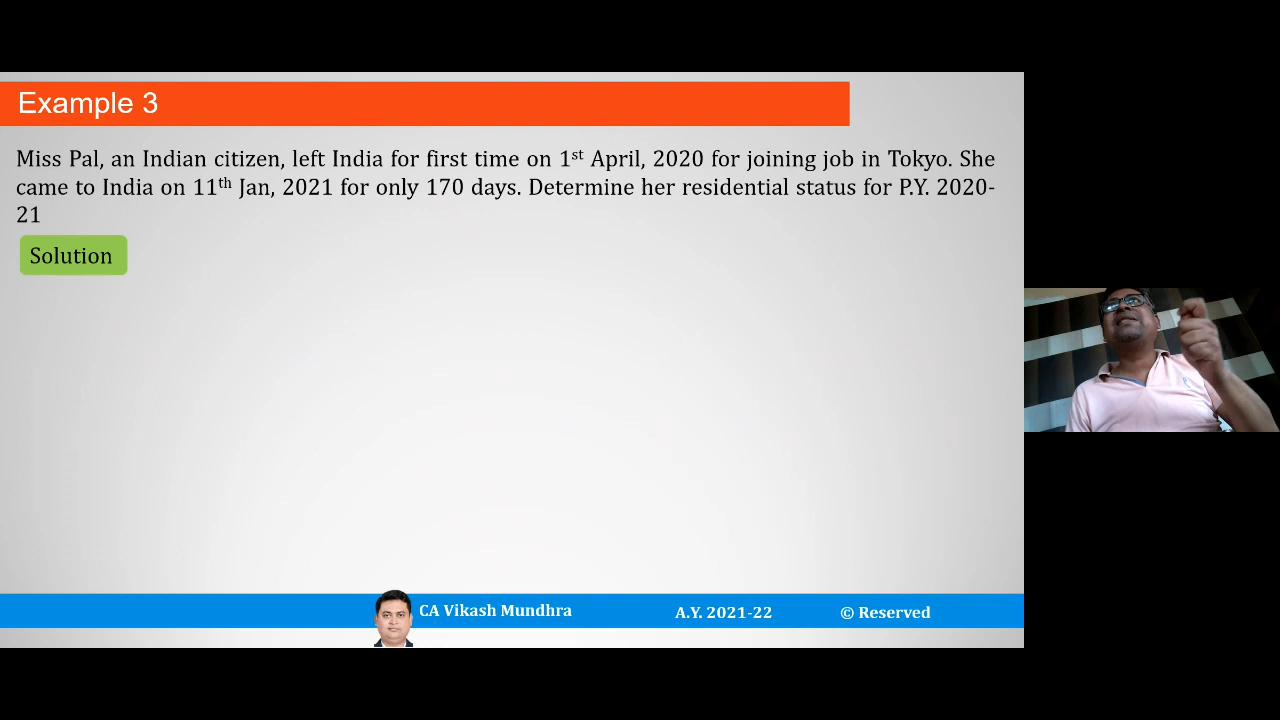 Example 3
Miss Pal, an Indian citizen, left India for first time on 1st April, 2020 for joining job in Tokyo. She
came to India on 11th Jan, 2021 for only 170 days. Determine her residential status for P.Y. 2020-
21
Solution
CA Vikash Mundhra A.Y. 2021-22 © Reserved